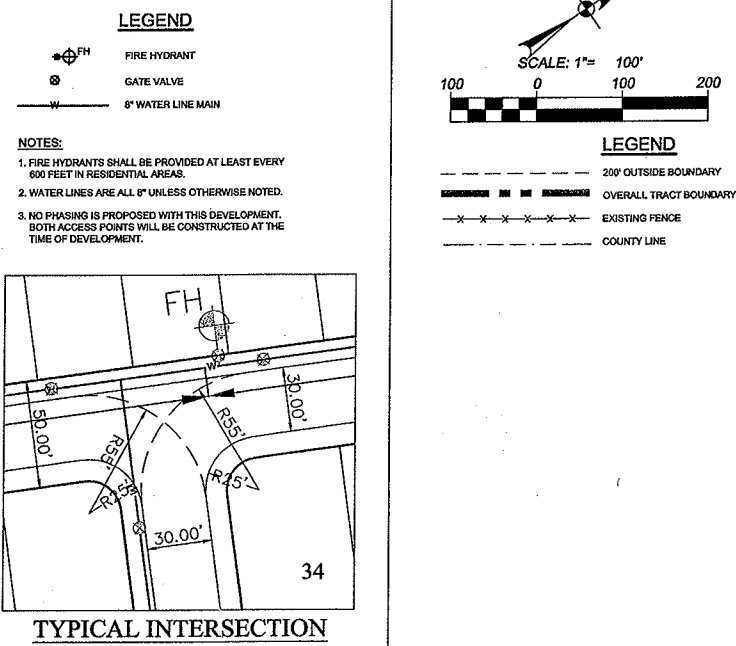 LEGEND
FH
FIRE HYDRANT
GATE VALVE
W
8" WATER LINE MAIN
NOTES:
1. FIRE HYDRANTS SHALL BE PROVIDED AT LEAST EVERY
600 FEET IN RESIDENTIAL AREAS.
2. WATER LINES ARE ALL 8" UNLESS OTHERWISE NOTED.
3. NO PHASING IS PROPOSED WITH THIS DEVELOPMENT.
BOTH ACCESS POINTS WILL BE CONSTRUCTED AT THE
TIME OF DEVELOPMENT.
FH
W
50.00'
30.00'
R55'
R55'
R25'
R25'
W
30.00'
34
TYPICAL INTERSECTION
SCALE: 1"= 100'
100 0 100 200
LEGEND
200' OUTSIDE BOUNDARY
OVERALL TRACT BOUNDARY
X X X X X X
EXISTING FENCE
COUNTY LINE